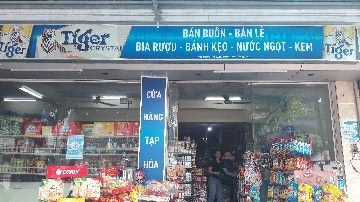 Tiger
Tiger
CRYSTAL
BÁN BUÔN - BÁN LẺ
BIA RƯỢU - BÁNH KẸO - NƯỚC NGỌT - KEM
Tiger
CỬA
HÀNG
TẠP
HÓA
ORION